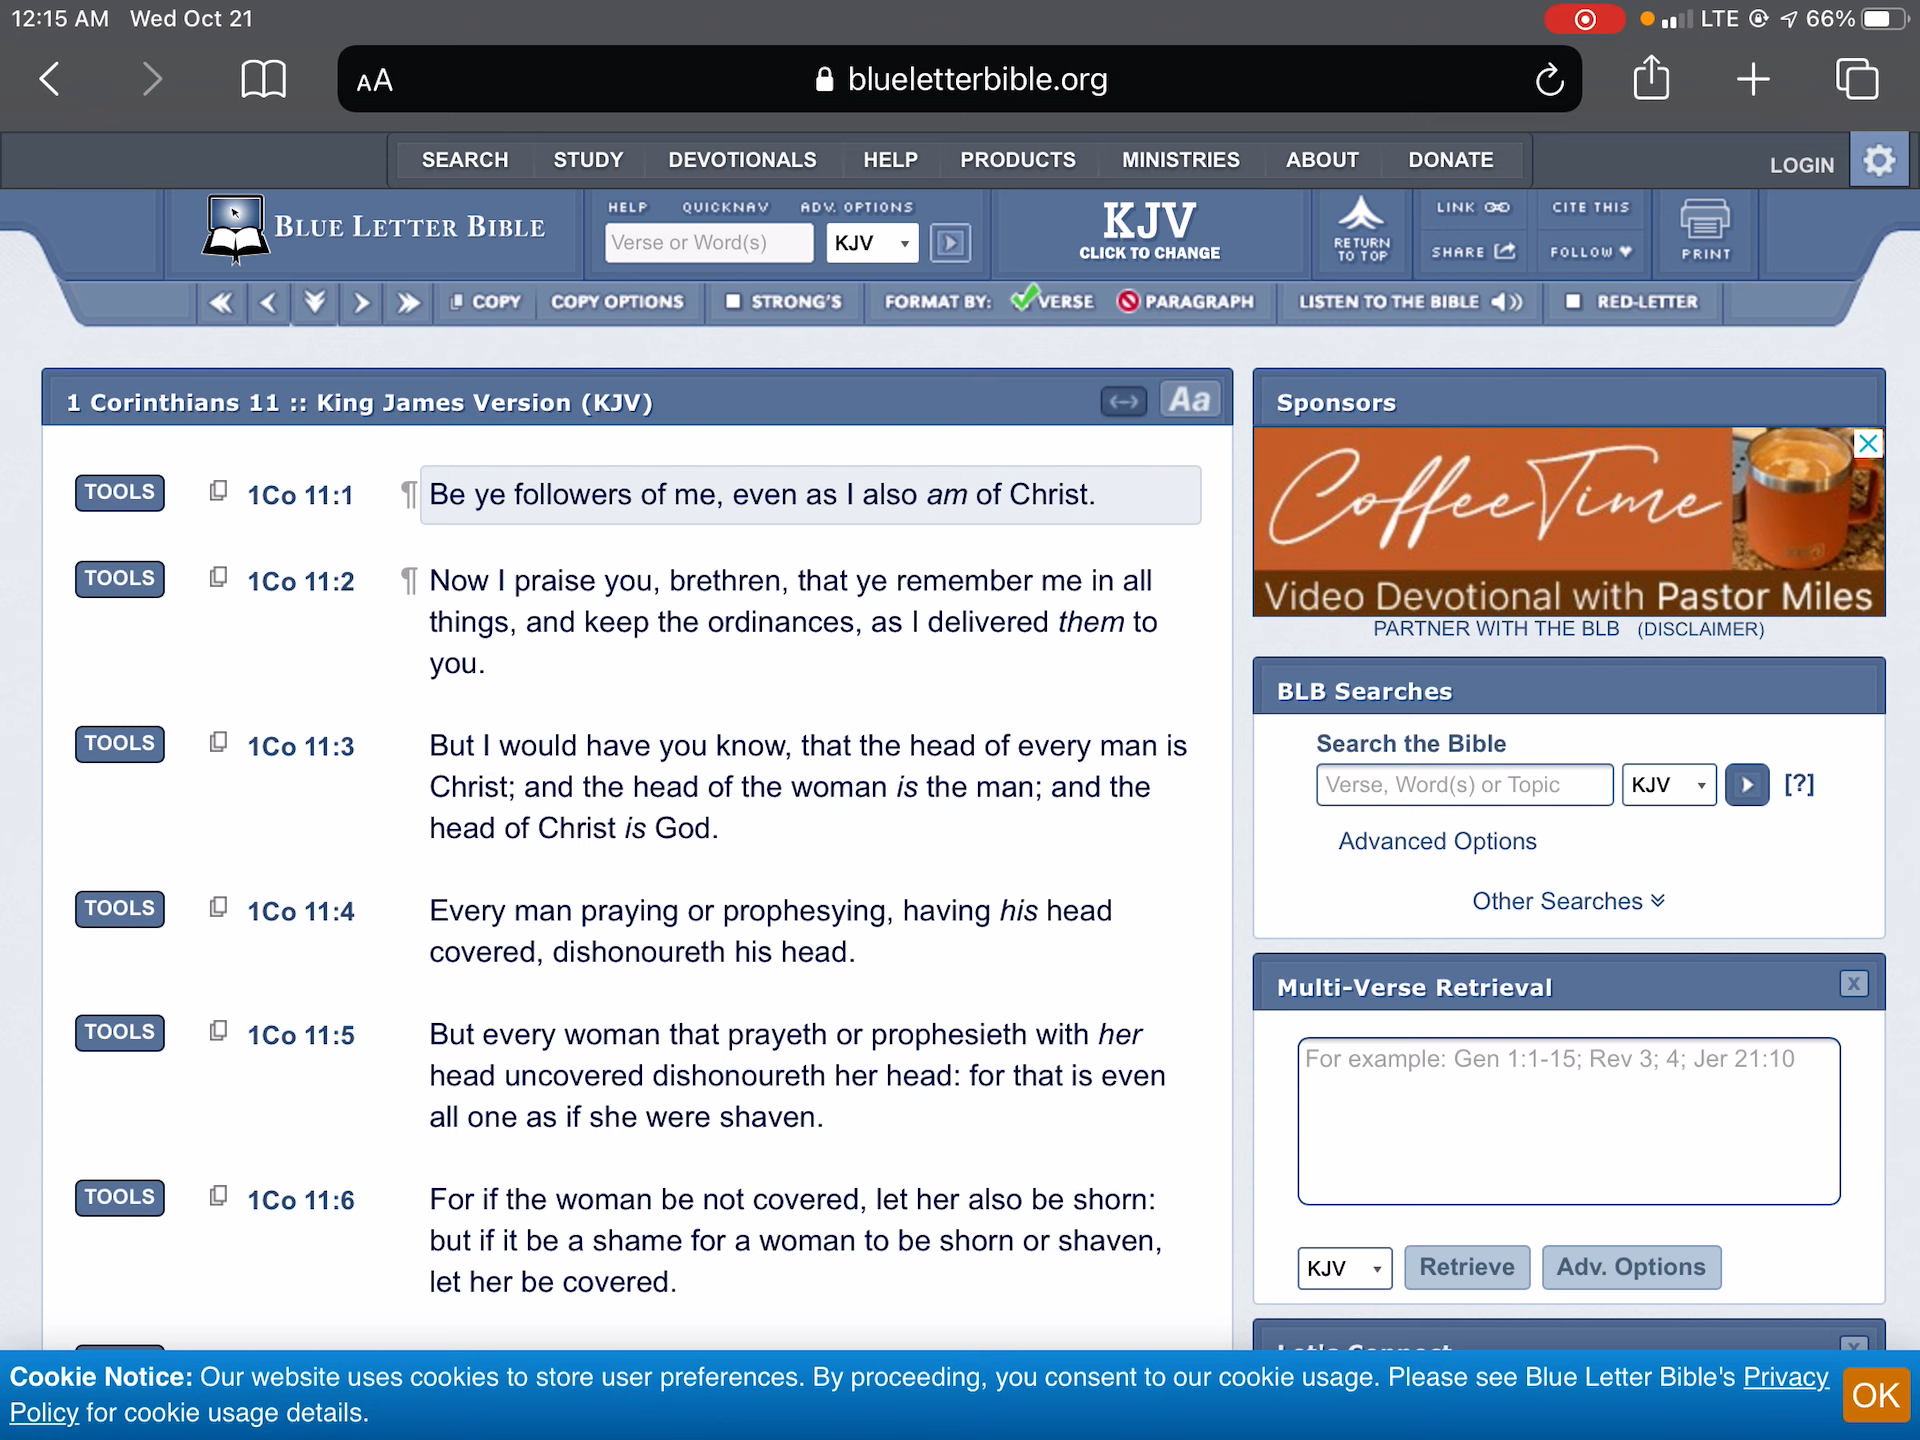 12:15 AM Wed Oct 21
LTE 66%
AA blueletterbible.org
SEARCH STUDY DEVOTIONALS HELP PRODUCTS MINISTRIES ABOUT DONATE LOGIN
BLUE LETTER BIBLE
HELP QUICKNAV ADV. OPTIONS
Verse or Word(s) KJV
KJV
CLICK TO CHANGE
RETURN
TO TOP
LINK CITE THIS
SHARE FOLLOW
PRINT
COPY COPY OPTIONS STRONG'S FORMAT BY: VERSE PARAGRAPH LISTEN TO THE BIBLE RED-LETTER
1 Corinthians 11 :: King James Version (KJV) Aa
TOOLS 1Co 11:1 ¶ Be ye followers of me, even as I also am of Christ.
TOOLS 1Co 11:2 ¶ Now I praise you, brethren, that ye remember me in all
things, and keep the ordinances, as I delivered them to
you.
TOOLS 1Co 11:3 But I would have you know, that the head of every man is
Christ; and the head of the woman is the man; and the
head of Christ is God.
TOOLS 1Co 11:4 Every man praying or prophesying, having his head
covered, dishonoureth his head.
TOOLS 1Co 11:5 But every woman that prayeth or prophesieth with her
head uncovered dishonoureth her head: for that is even
all one as if she were shaven.
TOOLS 1Co 11:6 For if the woman be not covered, let her also be shorn:
but if it be a shame for a woman to be shorn or shaven,
let her be covered.
Sponsors
CoffeeTime
Video Devotional with Pastor Miles
PARTNER WITH THE BLB (DISCLAIMER)
BLB Searches
Search the Bible
Verse, Word(s) or Topic KJV [?]
Advanced Options
Other Searches
Multi-Verse Retrieval X
For example: Gen 1:1-15; Rev 3; 4; Jer 21:10
KJV Retrieve Adv. Options
Let's Connect X
Cookie Notice: Our website uses cookies to store user preferences. By proceeding, you consent to our cookie usage. Please see Blue Letter Bible's Privacy
Policy for cookie usage details.
OK